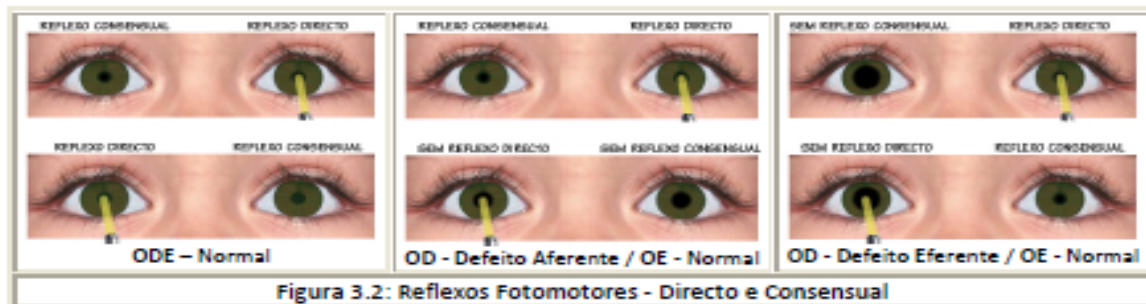 REFLEXO CONSENSUAL REFLEXO DIRECTO
REFLEXO DIRECTO REFLEXO CONSENSUAL
ODE – Normal
REFLEXO CONSENSUAL REFLEXO DIRECTO
SEM REFLEXO DIRECTO SEM REFLEXO CONSENSUAL
OD - Defeito Aferente / OE - Normal
SEM REFLEXO CONSENSUAL REFLEXO DIRECTO
SEM REFLEXO DIRECTO REFLEXO CONSENSUAL
OD - Defeito Eferente / OE - Normal
Figura 3.2: Reflexos Fotomotores - Directo e Consensual